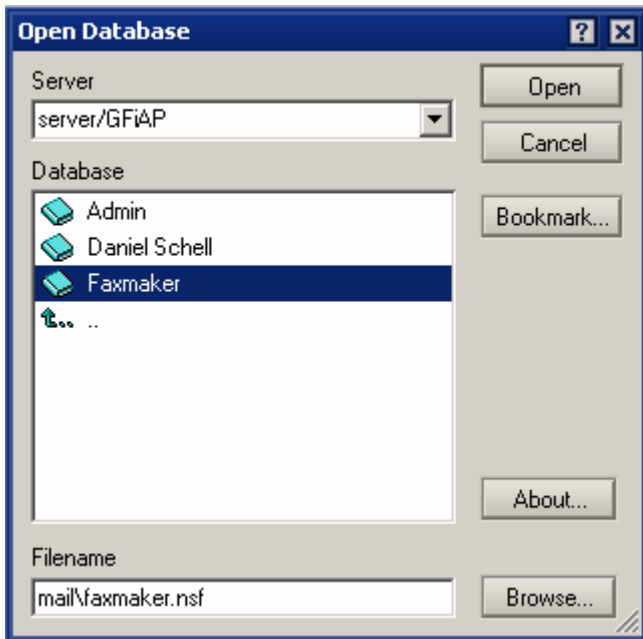 Open Database
Server
Open
server/GFiAP
Cancel
Database
Admin
Bookmark...
Daniel Schell
Faxmaker
..
About...
Filename
mail\faxmaker.nsf
Browse...